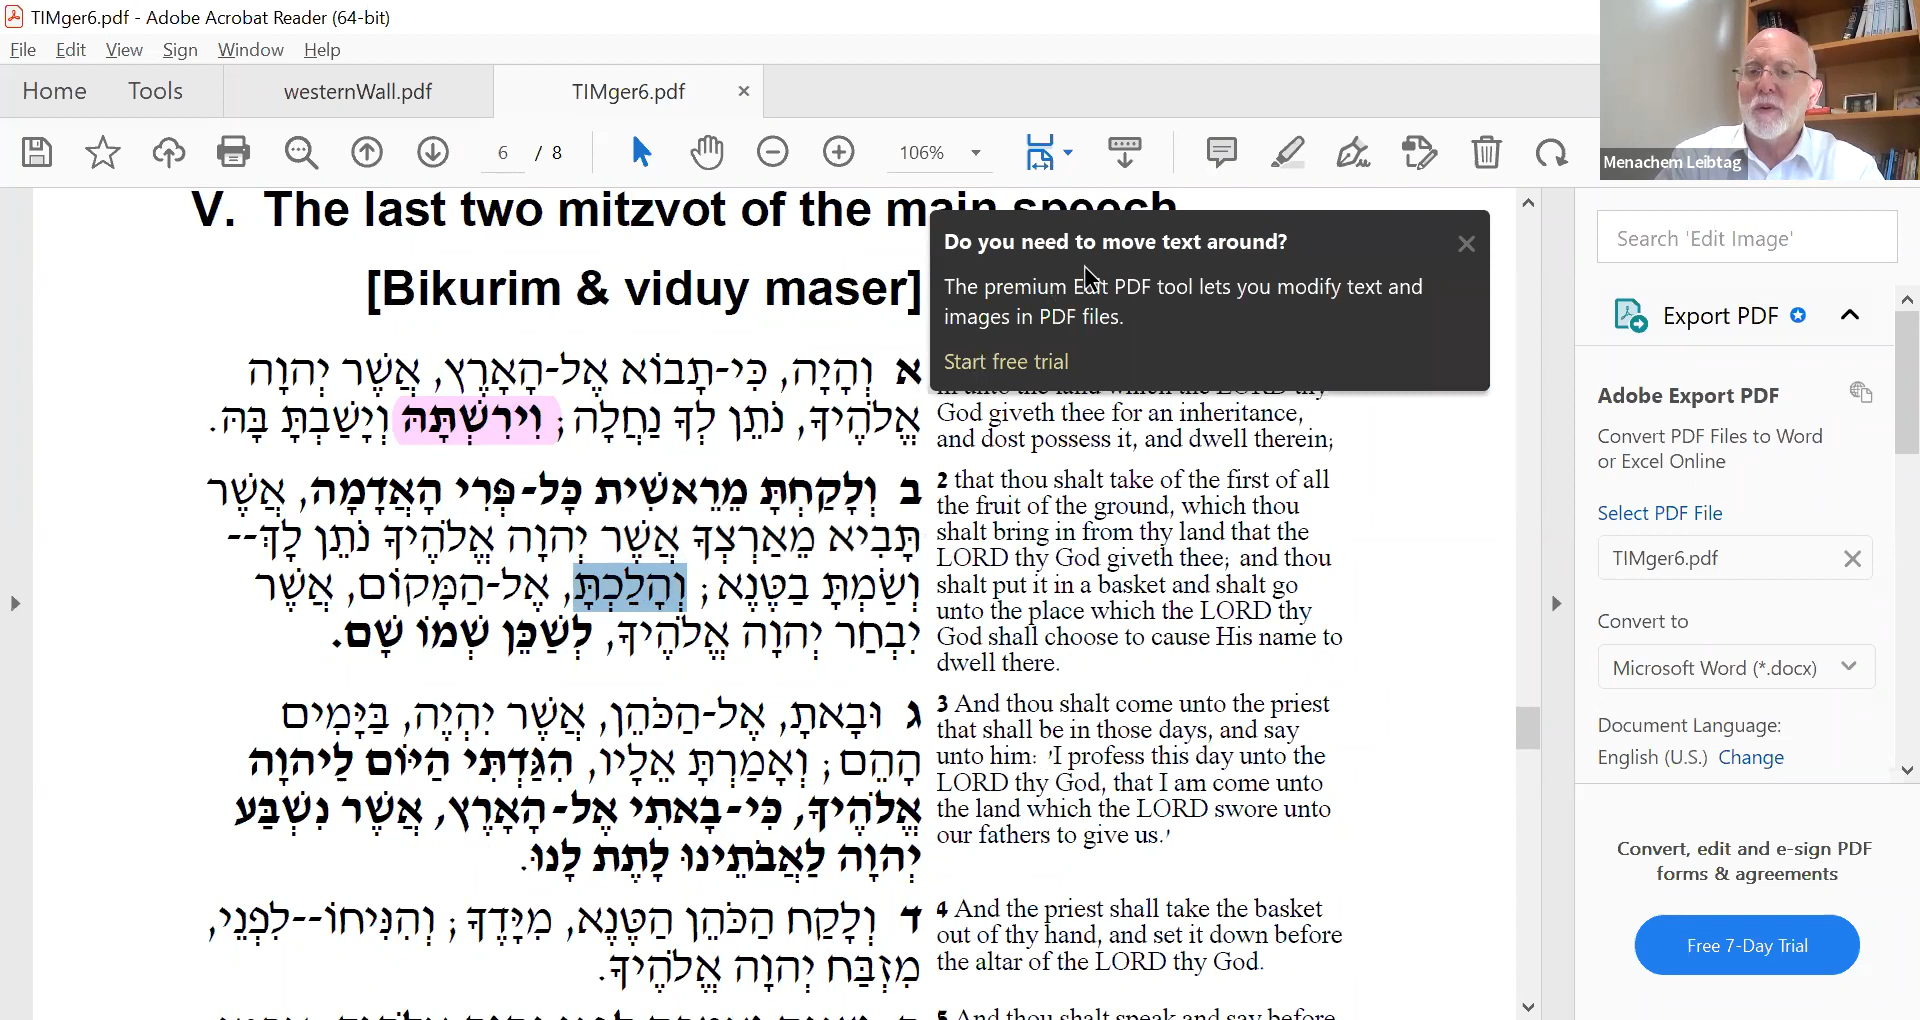 TIMger6.pdf - Adobe Acrobat Reader (64-bit)
File Edit View Sign Window Help
Home Tools westernWall.pdf TIMger6.pdf
6 / 8 106%
Menachem Leibtag
V. The last two mitzvot of the main speech
[Bikurim & viduy maser]
Do you need to move text around?
The premium Edit PDF tool lets you modify text and
images in PDF files.
Start free trial
א וְהָיָה, כִּי-תָבוֹא אֶל-הָאָרֶץ, אֲשֶׁר יְהוָה
אֱלֹהֶיךָ, נֹתֵן לְךָ נַחֲלָה; וִירִשְׁתָּהּ וְיָשַׁבְתָּ בָּהּ.
God giveth thee for an inheritance,
and dost possess it, and dwell therein;
ב וְלָקַחְתָּ מֵרֵאשִׁית כָּל-פְּרִי הָאֲדָמָה, אֲשֶׁר
תָּבִיא מֵאַרְצְךָ אֲשֶׁר יְהוָה אֱלֹהֶיךָ נֹתֵן לָךְ--
וְשַׂמְתָּ בַטֶּנֶא; וְהָלַכְתָּ, אֶל-הַמָּקוֹם, אֲשֶׁר
יִבְחַר יְהוָה אֱלֹהֶיךָ, לְשַׁכֵּן שְׁמוֹ שָׁם.
2 that thou shalt take of the first of all
the fruit of the ground, which thou
shalt bring in from thy land that the
LORD thy God giveth thee; and thou
shalt put it in a basket and shalt go
unto the place which the LORD thy
God shall choose to cause His name to
dwell there.
ג וּבָאתָ, אֶל-הַכֹּהֵן, אֲשֶׁר יִהְיֶה, בַּיָּמִים
הָהֵם; וְאָמַרְתָּ אֵלָיו, הִגַּדְתִּי הַיּוֹם לַיהוָה
אֱלֹהֶיךָ, כִּי-בָאתִי אֶל-הָאָרֶץ, אֲשֶׁר נִשְׁבַּע
יְהוָה לַאֲבֹתֵינוּ לָתֶת לָנוּ.
3 And thou shalt come unto the priest
that shall be in those days, and say
unto him: 'I profess this day unto the
LORD thy God, that I am come unto
the land which the LORD swore unto
our fathers to give us.'
ד וְלָקַח הַכֹּהֵן הַטֶּנֶא, מִיָּדֶךָ; וְהִנִּיחוֹ--לִפְנֵי,
מִזְבַּח יְהוָה אֱלֹהֶיךָ.
4 And the priest shall take the basket
out of thy hand, and set it down before
the altar of the LORD thy God.
5 And thou shalt speak and say before
Search 'Edit Image'
Export PDF
Adobe Export PDF
Convert PDF Files to Word
or Excel Online
Select PDF File
TIMger6.pdf
Convert to
Microsoft Word (*.docx)
Document Language:
English (U.S.) Change
Convert, edit and e-sign PDF
forms & agreements
Free 7-Day Trial